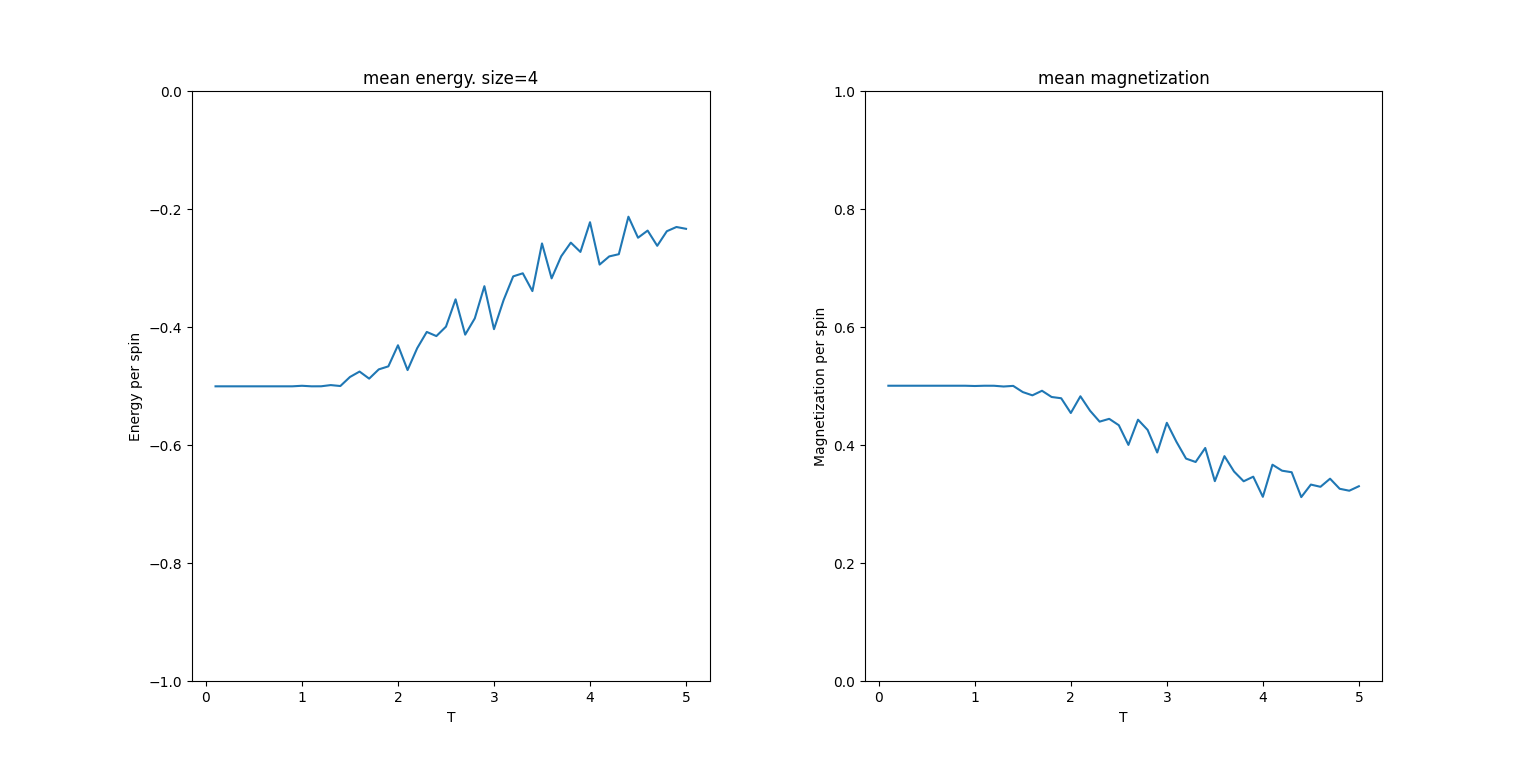 mean energy. size=4
Energy per spin
0.0
−0.2
−0.4
−0.6
−0.8
−1.0
0 1 2 3 4 5
T
mean magnetization
Magnetization per spin
1.0
0.8
0.6
0.4
0.2
0.0
0 1 2 3 4 5
T